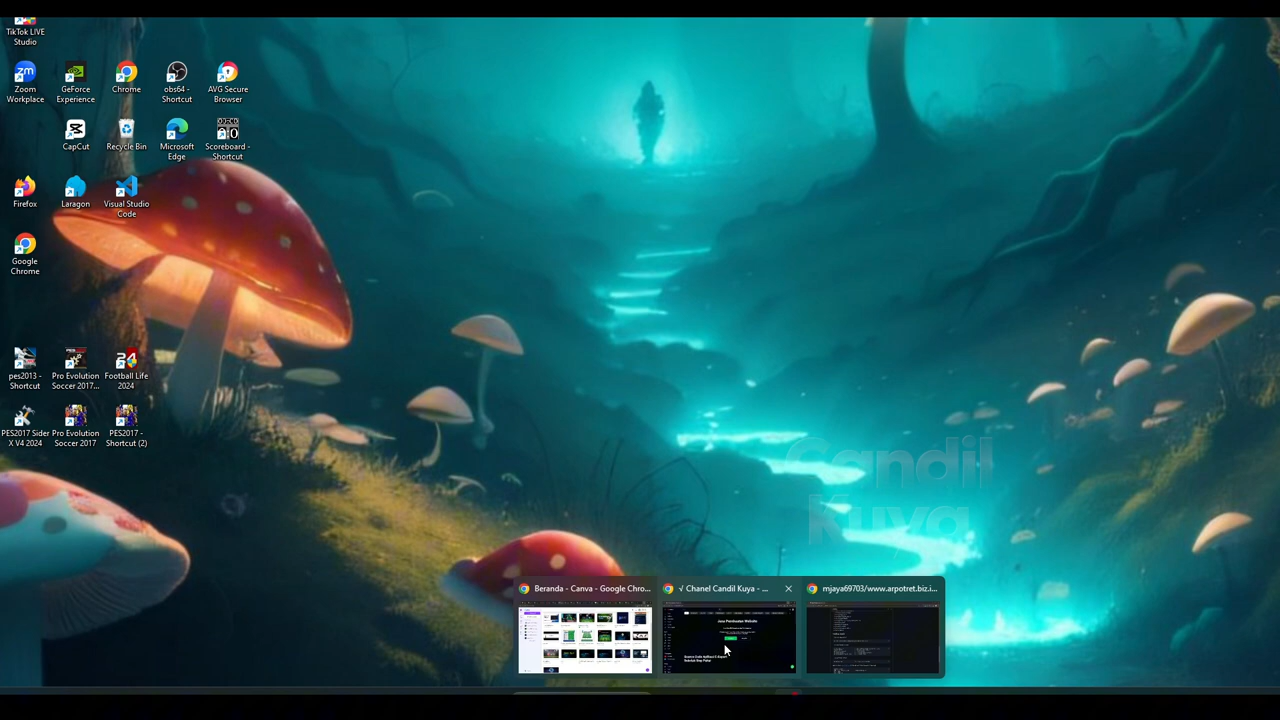 TikTok LIVE
Studio
Zoom
Workplace
GeForce
Experience
Chrome
obs64 -
Shortcut
AVG Secure
Browser
CapCut
Recycle Bin
Microsoft
Edge
Scoreboard -
Shortcut
Firefox
Laragon
Visual Studio
Code
Google
Chrome
pes2013 -
Shortcut
Pro Evolution
Soccer 2017...
Football Life
2024
PES2017 Sider
X V4 2024
Pro Evolution
Soccer 2017
PES2017 -
Shortcut (2)
Candil
Kuya
Beranda - Canva - Google Chro...
√ Chanel Candil Kuya - ...
mjaya69703/www.arpotret.biz.i...
Jasa Pembuatan Website